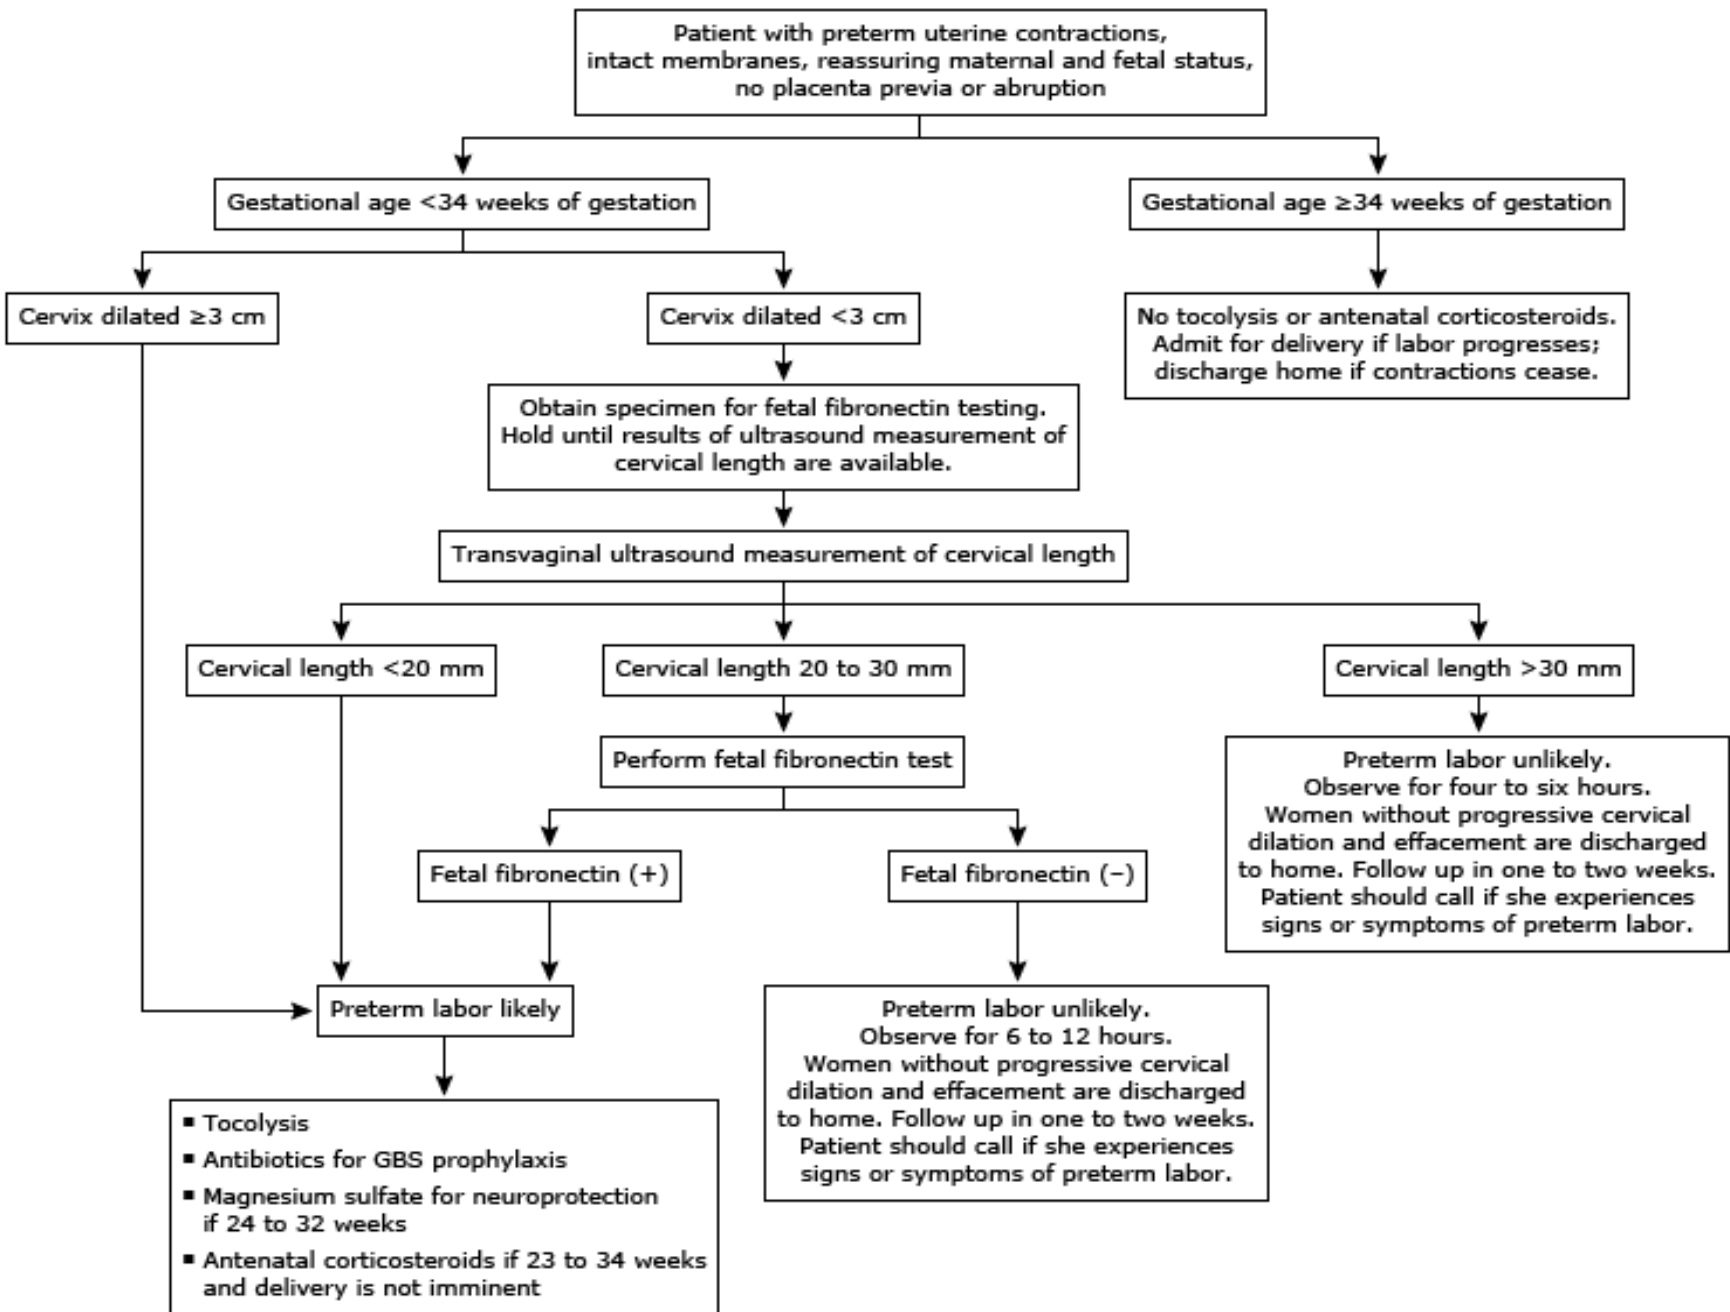 Patient with preterm uterine contractions,
intact membranes, reassuring maternal and fetal status,
no placenta previa or abruption
Gestational age <34 weeks of gestation
Gestational age ≥34 weeks of gestation
Cervix dilated ≥3 cm
Cervix dilated <3 cm
No tocolysis or antenatal corticosteroids.
Admit for delivery if labor progresses;
discharge home if contractions cease.
Obtain specimen for fetal fibronectin testing.
Hold until results of ultrasound measurement of
cervical length are available.
Transvaginal ultrasound measurement of cervical length
Cervical length <20 mm
Cervical length 20 to 30 mm
Cervical length >30 mm
Perform fetal fibronectin test
Preterm labor unlikely.
Observe for four to six hours.
Women without progressive cervical
dilation and effacement are discharged
to home. Follow up in one to two weeks.
Patient should call if she experiences
signs or symptoms of preterm labor.
Fetal fibronectin (+)
Fetal fibronectin (−)
Preterm labor likely
Preterm labor unlikely.
Observe for 6 to 12 hours.
Women without progressive cervical
dilation and effacement are discharged
to home. Follow up in one to two weeks.
Patient should call if she experiences
signs or symptoms of preterm labor.
▪ Tocolysis
▪ Antibiotics for GBS prophylaxis
▪ Magnesium sulfate for neuroprotection
if 24 to 32 weeks
▪ Antenatal corticosteroids if 23 to 34 weeks
and delivery is not imminent